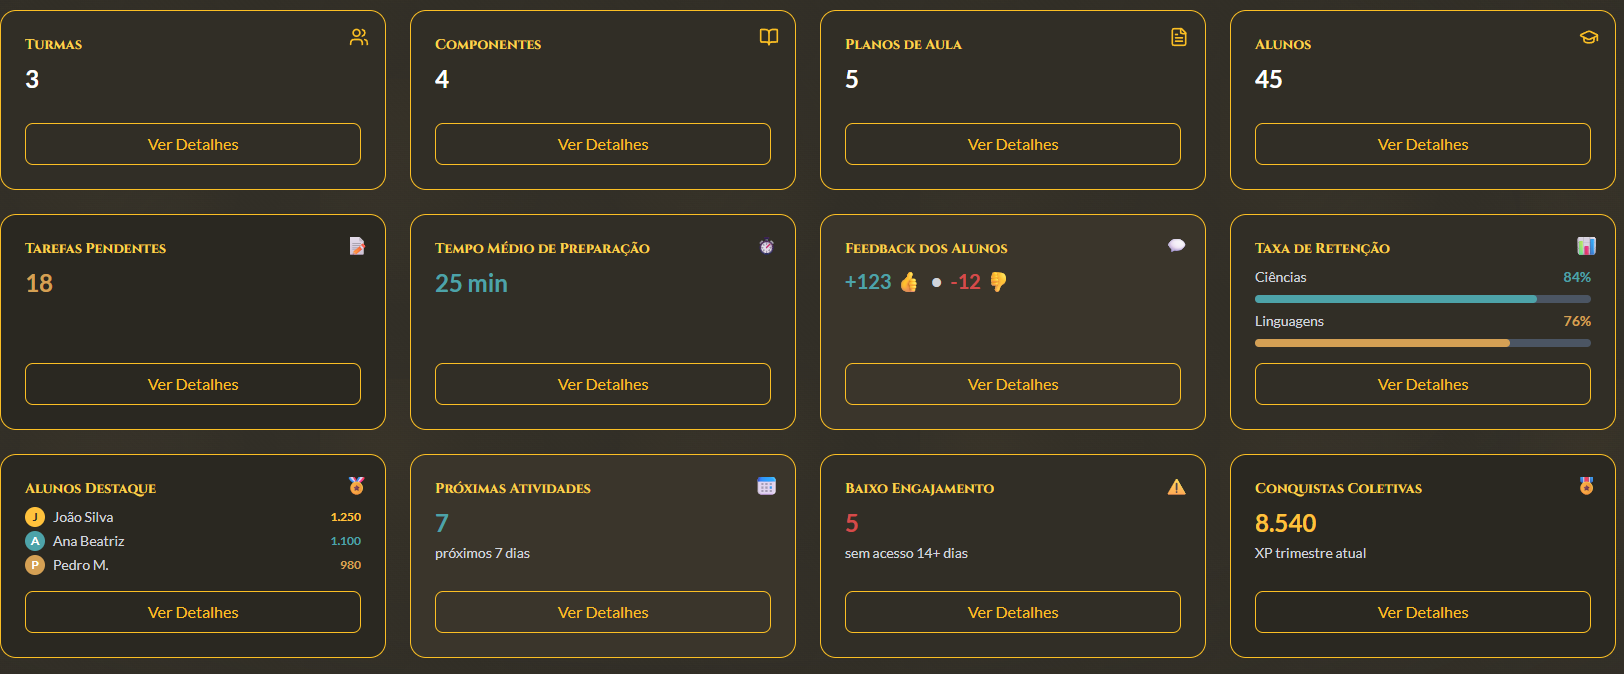 Turmas
3
Ver Detalhes
Componentes
4
Ver Detalhes
Planos de Aula
5
Ver Detalhes
Alunos
45
Ver Detalhes
Tarefas Pendentes
18
Ver Detalhes
Tempo Médio de Preparação
25 min
Ver Detalhes
Feedback dos Alunos
+123 👍 • -12 👎
Ver Detalhes
Taxa de Retenção
Ciências 84%
Linguagens 76%
Ver Detalhes
Alunos Destaque
J João Silva 1.250
A Ana Beatriz 1.100
P Pedro M. 980
Ver Detalhes
Próximas Atividades
7
próximos 7 dias
Ver Detalhes
Baixo Engajamento
5
sem acesso 14+ dias
Ver Detalhes
Conquistas Coletivas
8.540
XP trimestre atual
Ver Detalhes